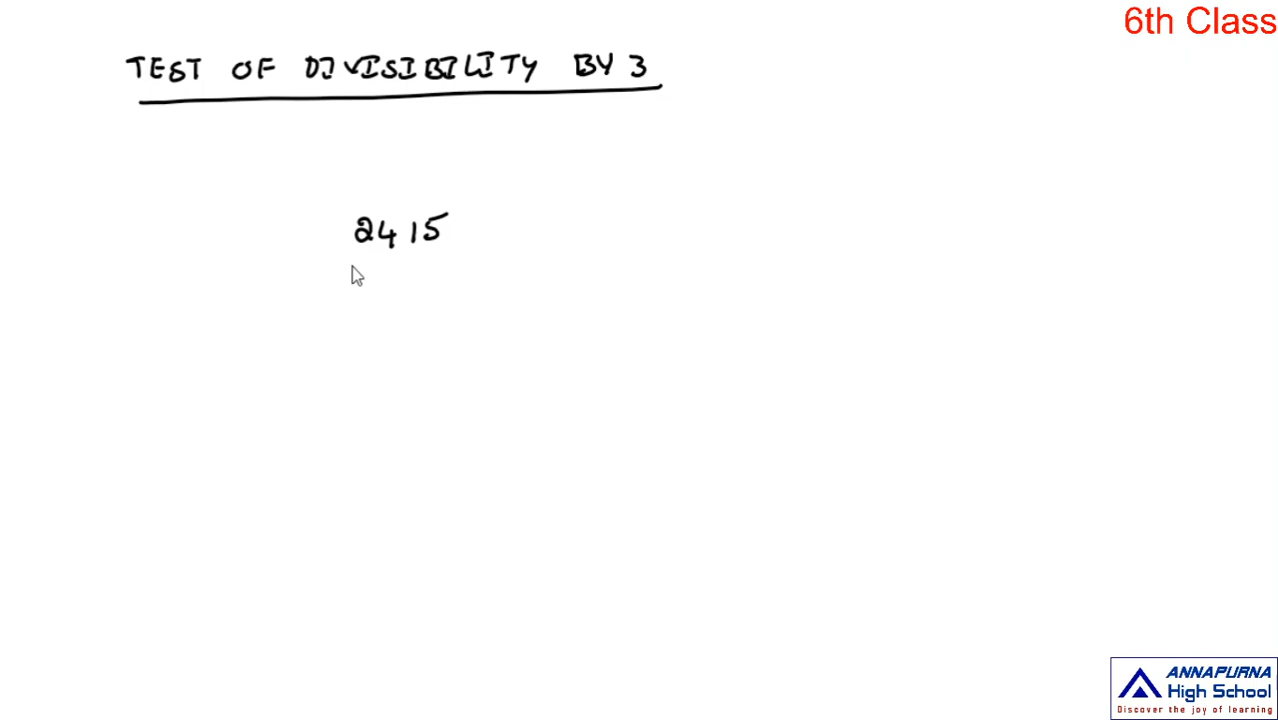 6th Class
TEST OF DIVISIBILITY BY 3
2415
ANNAPURNA
High School
Discover the joy of learning